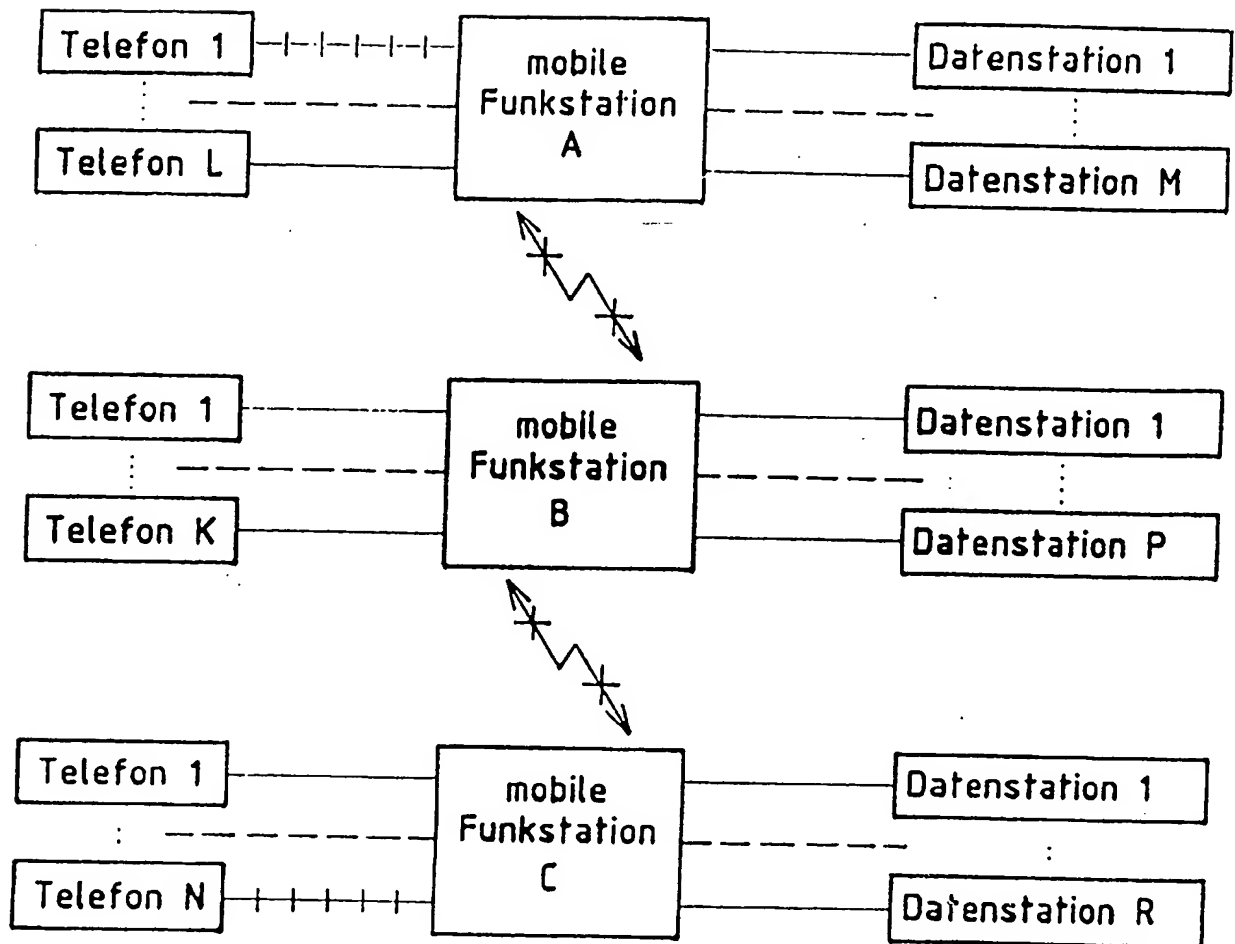 Telefon 1
mobile
Funkstation
A
Datenstation 1
Telefon L
Datenstation M
Telefon 1
mobile
Funkstation
B
Datenstation 1
Telefon K
Datenstation P
Telefon 1
mobile
Funkstation
C
Datenstation 1
Telefon N
Datenstation R